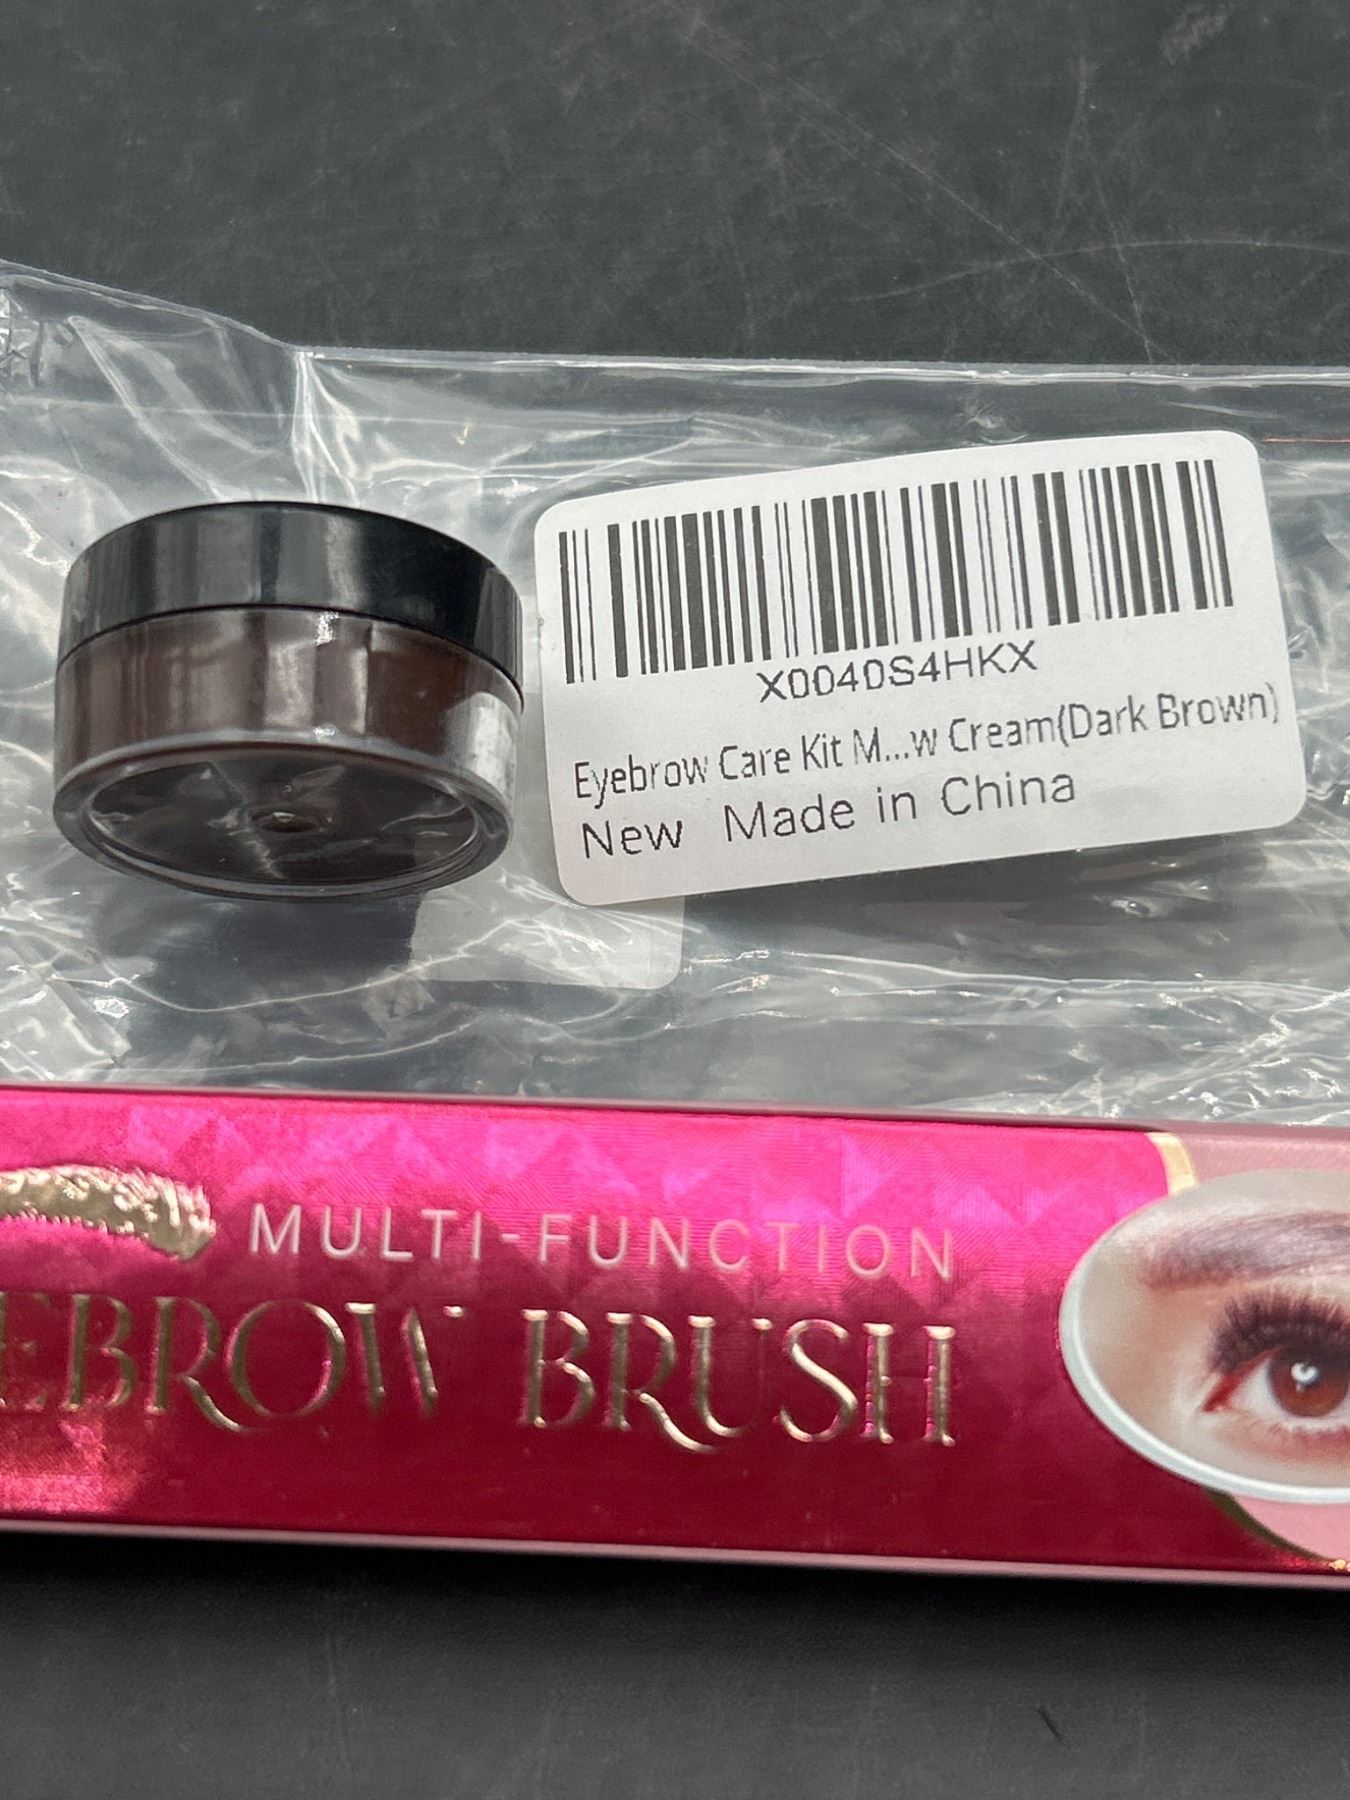 X0040S4HKX
Eyebrow Care Kit M...w Cream(Dark Brown)
New Made in China
MULTI-FUNCTION
EBROW BRUSH